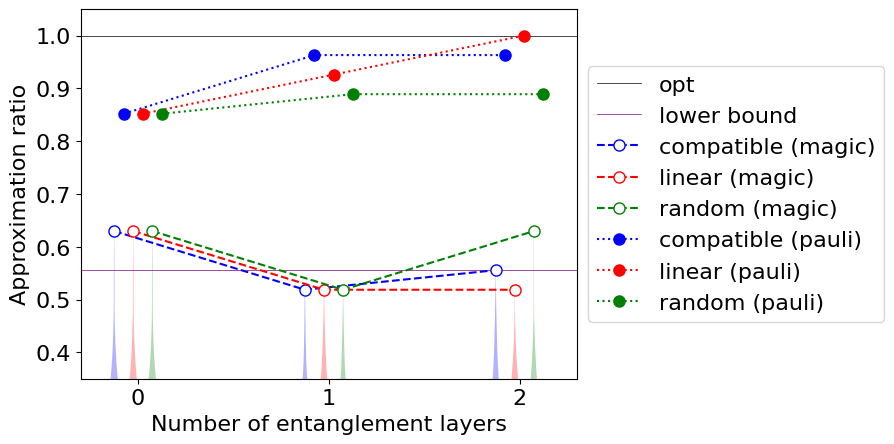 1.0
0.9
0.8
0.7
0.6
0.5
0.4
Approximation ratio
0 1 2
Number of entanglement layers
opt
lower bound
compatible (magic)
linear (magic)
random (magic)
compatible (pauli)
linear (pauli)
random (pauli)